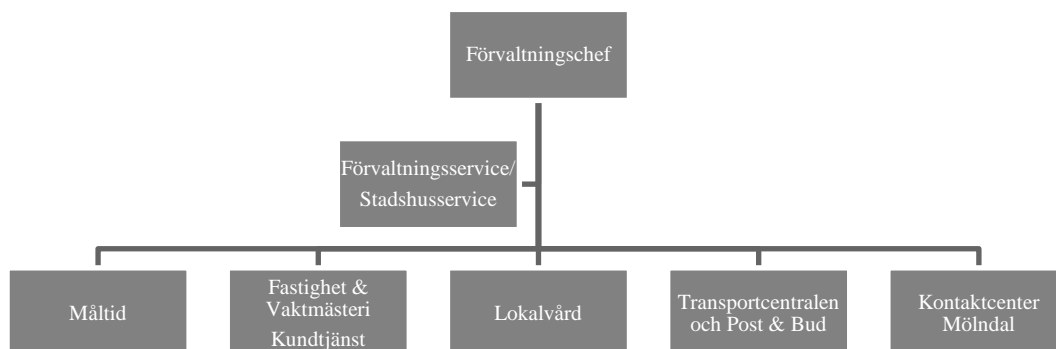 Förvaltningschef
Förvaltningsservice/
Stadshusservice
Måltid
Fastighet &
Vaktmästeri
Kundtjänst
Lokalvård
Transportcentralen
och Post & Bud
Kontaktcenter
Mölndal